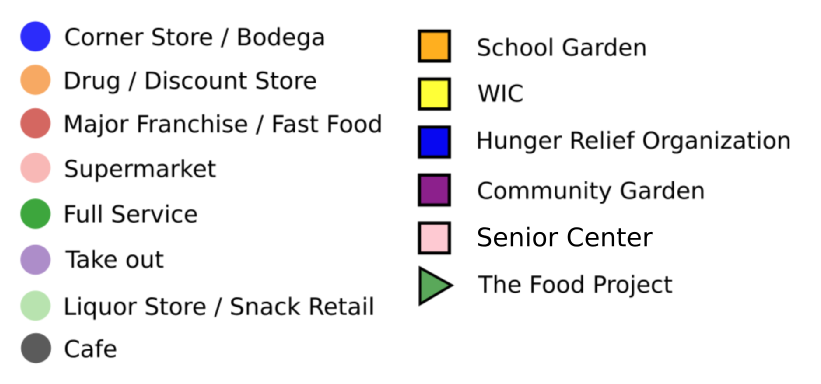 Corner Store / Bodega
Drug / Discount Store
Major Franchise / Fast Food
Supermarket
Full Service
Take out
Liquor Store / Snack Retail
Cafe
School Garden
WIC
Hunger Relief Organization
Community Garden
Senior Center
The Food Project